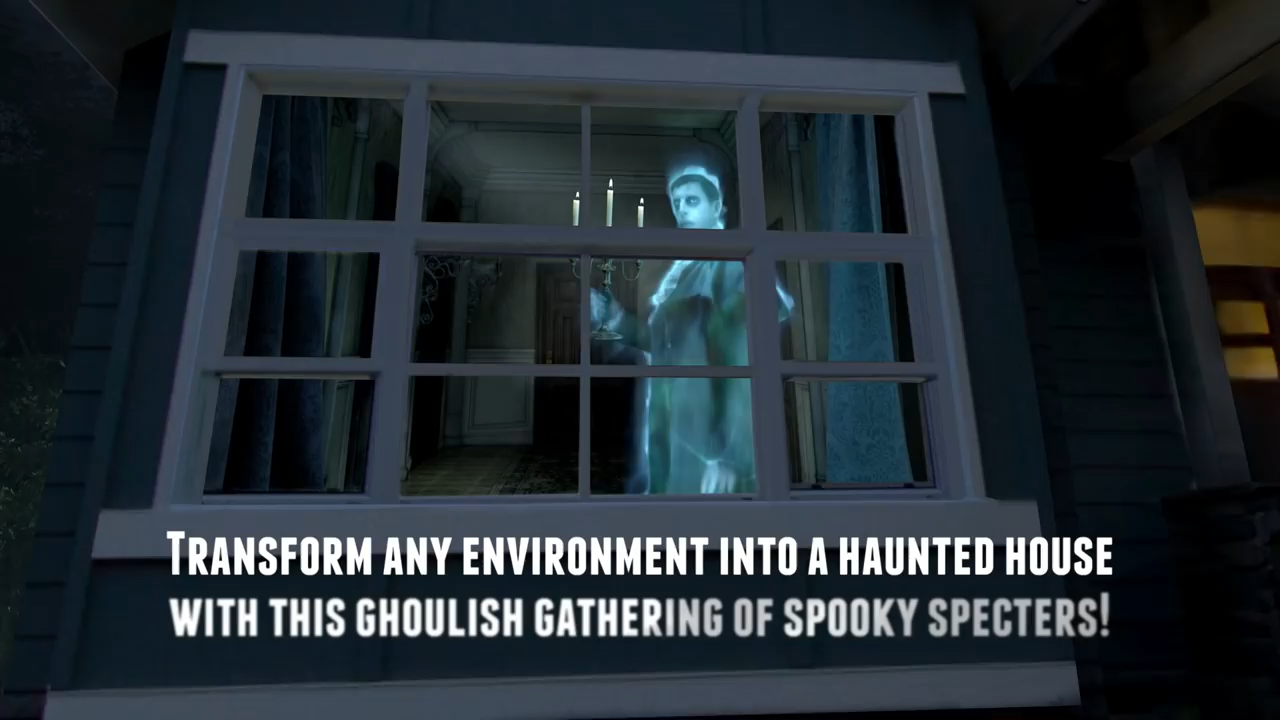 Transform any environment into a haunted house
with this ghoulish gathering of spooky specters!